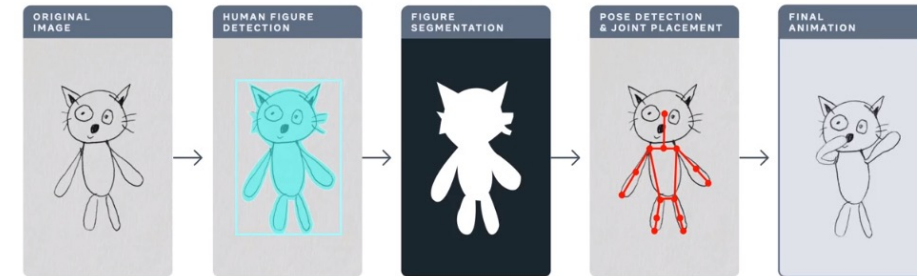 ORIGINAL
IMAGE
HUMAN FIGURE
DETECTION
FIGURE
SEGMENTATION
POSE DETECTION
& JOINT PLACEMENT
FINAL
ANIMATION